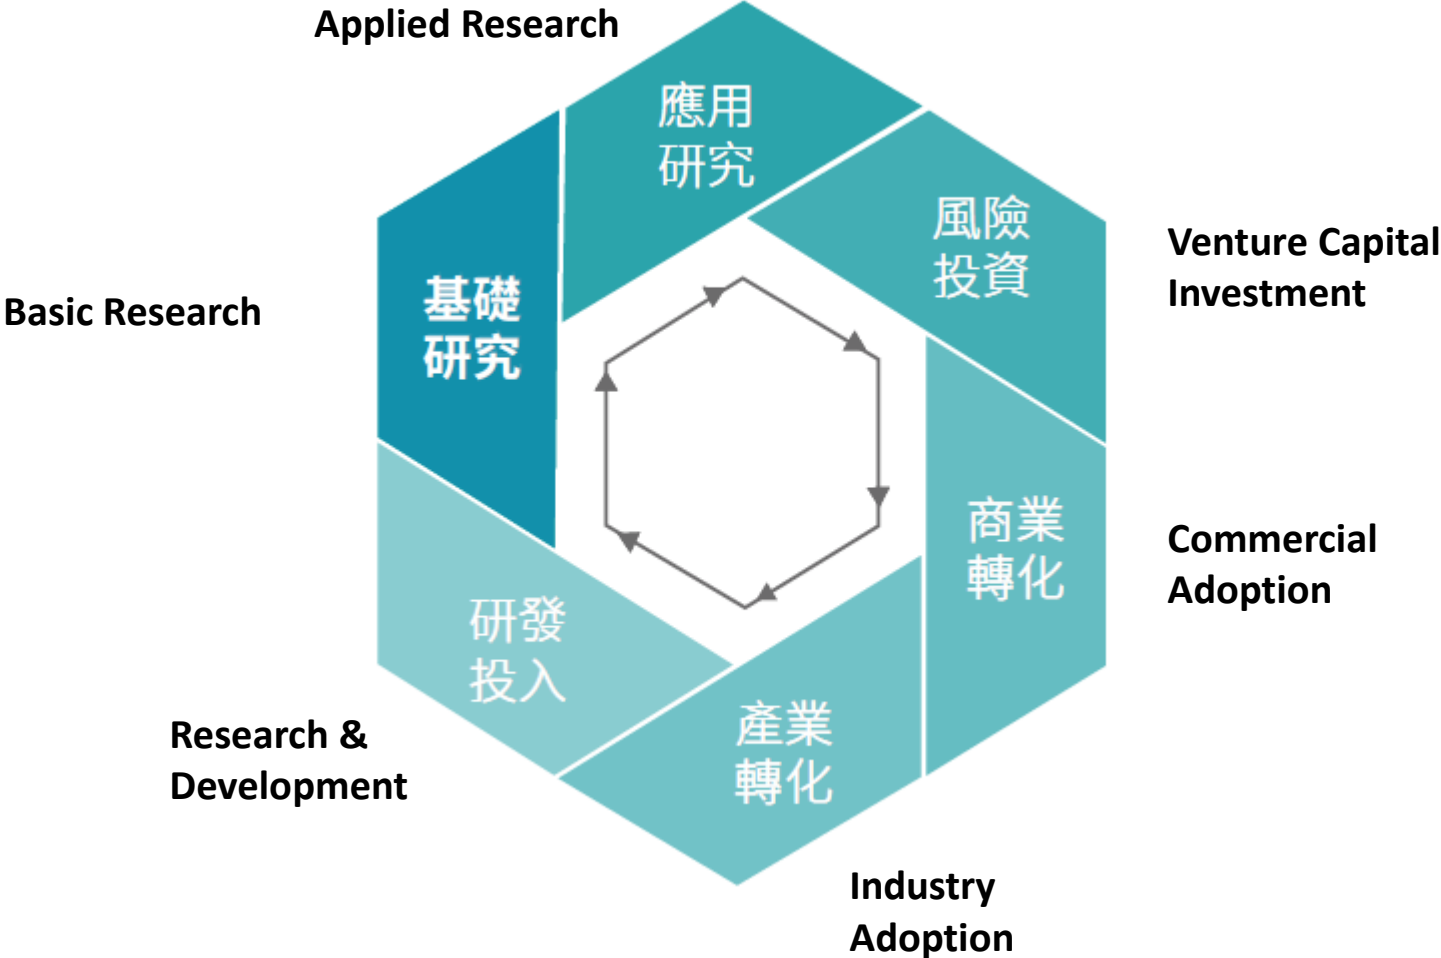 Applied Research
應用
研究
風險
投資
Venture Capital
Investment
基礎
研究
Basic Research
商業
轉化
Commercial
Adoption
研發
投入
Research &
Development
產業
轉化
Industry
Adoption